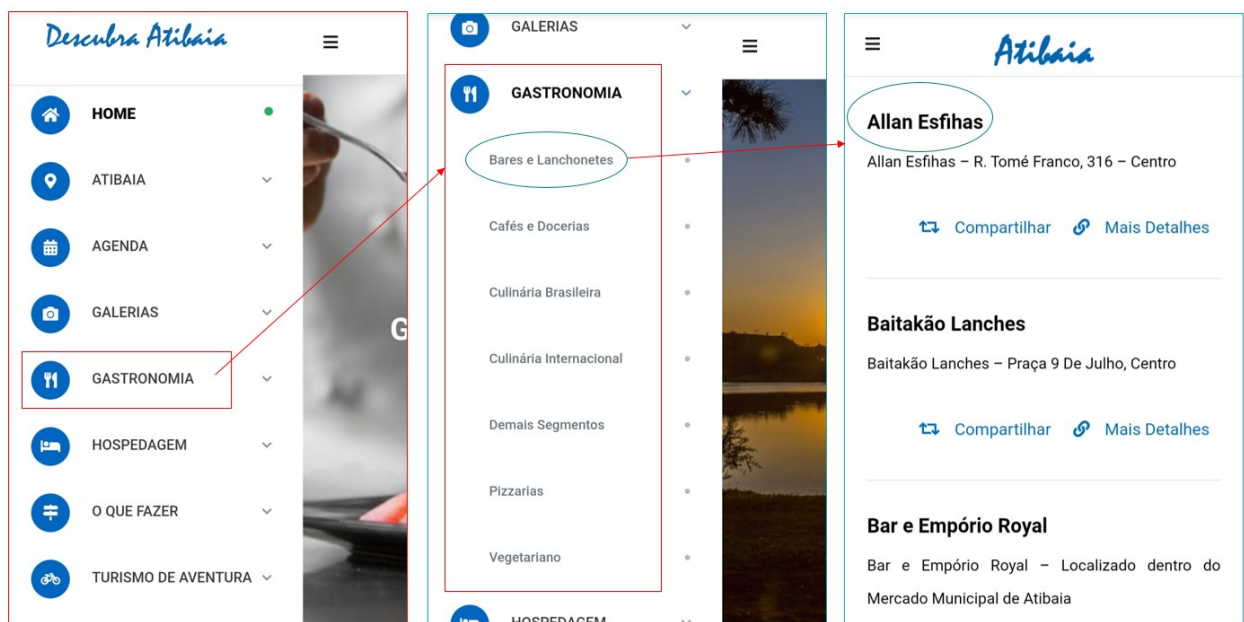 Descubra Atibaia
HOME
ATIBAIA
AGENDA
GALERIAS
GASTRONOMIA
HOSPEDAGEM
O QUE FAZER
TURISMO DE AVENTURA
G
GALERIAS
GASTRONOMIA
Bares e Lanchonetes
Cafés e Docerias
Culinária Brasileira
Culinária Internacional
Demais Segmentos
Pizzarias
Vegetariano
HOSPEDAGEM
Atibaia
Allan Esfihas
Allan Esfihas – R. Tomé Franco, 316 – Centro
Compartilhar Mais Detalhes
Baitakão Lanches
Baitakão Lanches – Praça 9 De Julho, Centro
Compartilhar Mais Detalhes
Bar e Empório Royal
Bar e Empório Royal – Localizado dentro do
Mercado Municipal de Atibaia